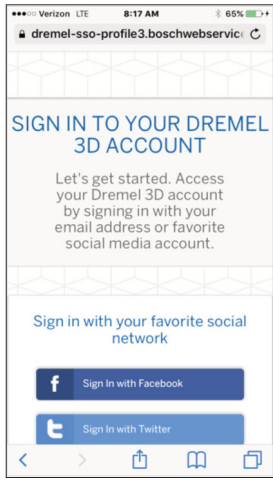 Verizon LTE 8:17 AM 65%
dremel-sso-profile3.boschwebservic
SIGN IN TO YOUR DREMEL
3D ACCOUNT
Let's get started. Access
your Dremel 3D account
by signing in with your
email address or favorite
social media account.
Sign in with your favorite social
network
f Sign In with Facebook
Sign In with Twitter